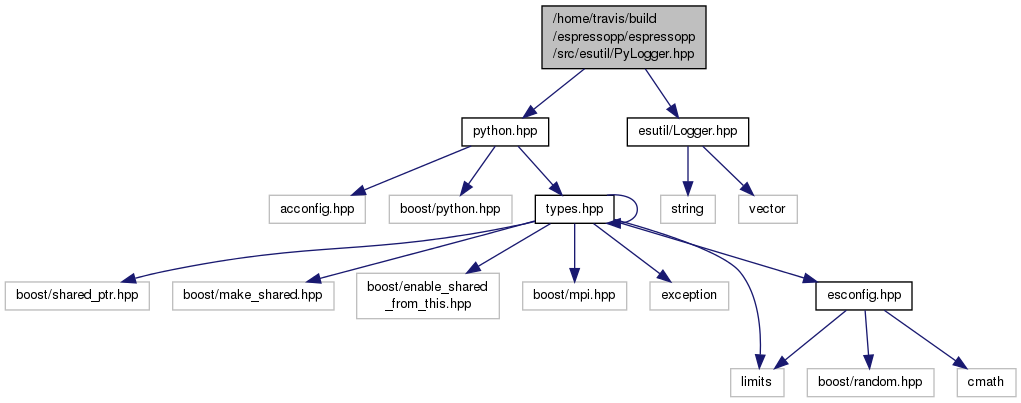 /home/travis/build
/espressopp/espressopp
/src/esutil/PyLogger.hpp
python.hpp
esutil/Logger.hpp
acconfig.hpp
boost/python.hpp
types.hpp
string
vector
boost/shared_ptr.hpp
boost/make_shared.hpp
boost/enable_shared
_from_this.hpp
boost/mpi.hpp
exception
esconfig.hpp
limits
boost/random.hpp
cmath